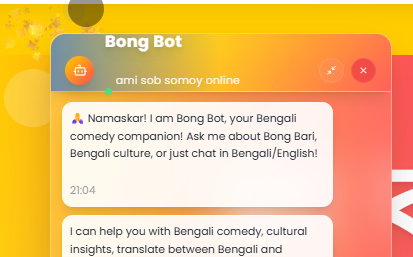 Bong Bot
ami sob somoy online
🙏 Namaskar! I am Bong Bot, your Bengali
comedy companion! Ask me about Bong Bari,
Bengali culture, or just chat in Bengali/English!
21:04
I can help you with Bengali comedy, cultural
insights, translate between Bengali and